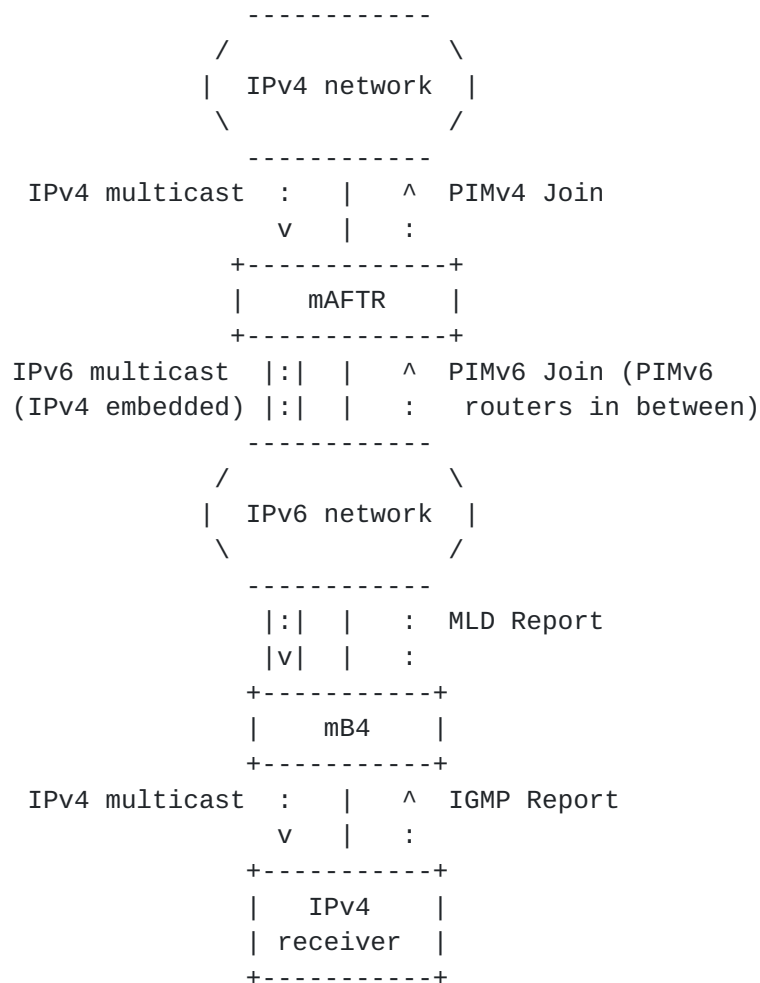 IPv4 network
IPv4 multicast : | ^ PIMv4 Join
v | :
mAFTR
IPv6 multicast |:| | ^ PIMv6 Join (PIMv6
(IPv4 embedded) |:| | : routers in between)
IPv6 network
|:| | : MLD Report
|v| | :
mB4
IPv4 multicast : | ^ IGMP Report
v | :
IPv4
receiver